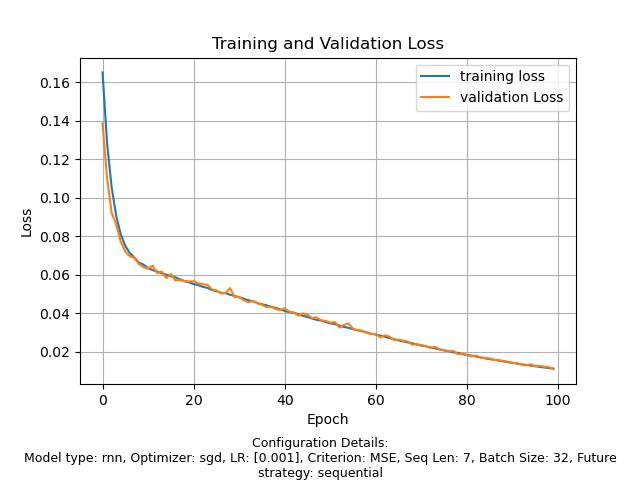 Training and Validation Loss
training loss
validation Loss
0.16
0.14
0.12
0.10
0.08
0.06
0.04
0.02
Loss
0 20 40 60 80 100
Epoch
Configuration Details:
Model type: rnn, Optimizer: sgd, LR: [0.001], Criterion: MSE, Seq Len: 7, Batch Size: 32, Future
strategy: sequential